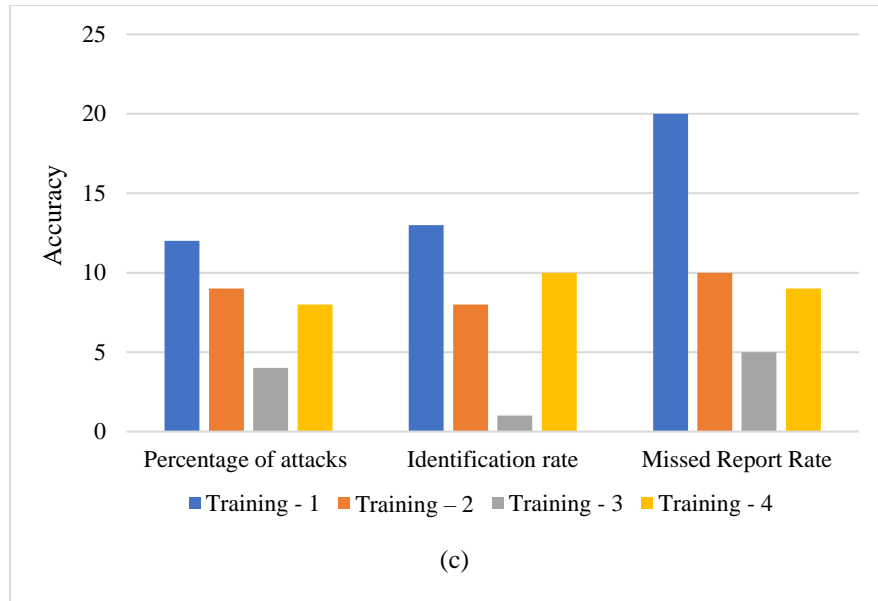 25
20
15
10
5
0
Accuracy
Percentage of attacks Identification rate Missed Report Rate
Training - 1 Training – 2 Training - 3 Training - 4
(c)